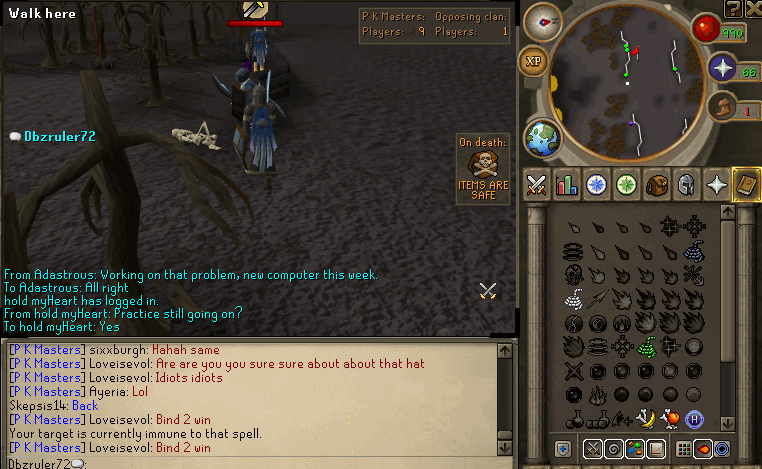 Walk here
P K Masters: Opposing clan:
Players: 9 Players: 1
990
XP
66
1
Dbzruler72
On death:
ITEMS ARE
SAFE
From Adastrous: Working on that problem, new computer this week.
To Adastrous: All right
hold myHeart has logged in.
From hold myHeart: Practice still going on?
To hold myHeart: Yes
[P K Masters] sixxburgh: Hahah same
[P K Masters] Loveisevol: Are are you you sure sure about about that hat
[P K Masters] Loveisevol: Idiots idiots
[P K Masters] Ayeria: Lol
Skepsis14: Back
[P K Masters] Loveisevol: Bind 2 win
Your target is currently immune to that spell.
[P K Masters] Loveisevol: Bind 2 win
Dbzruler72:
H